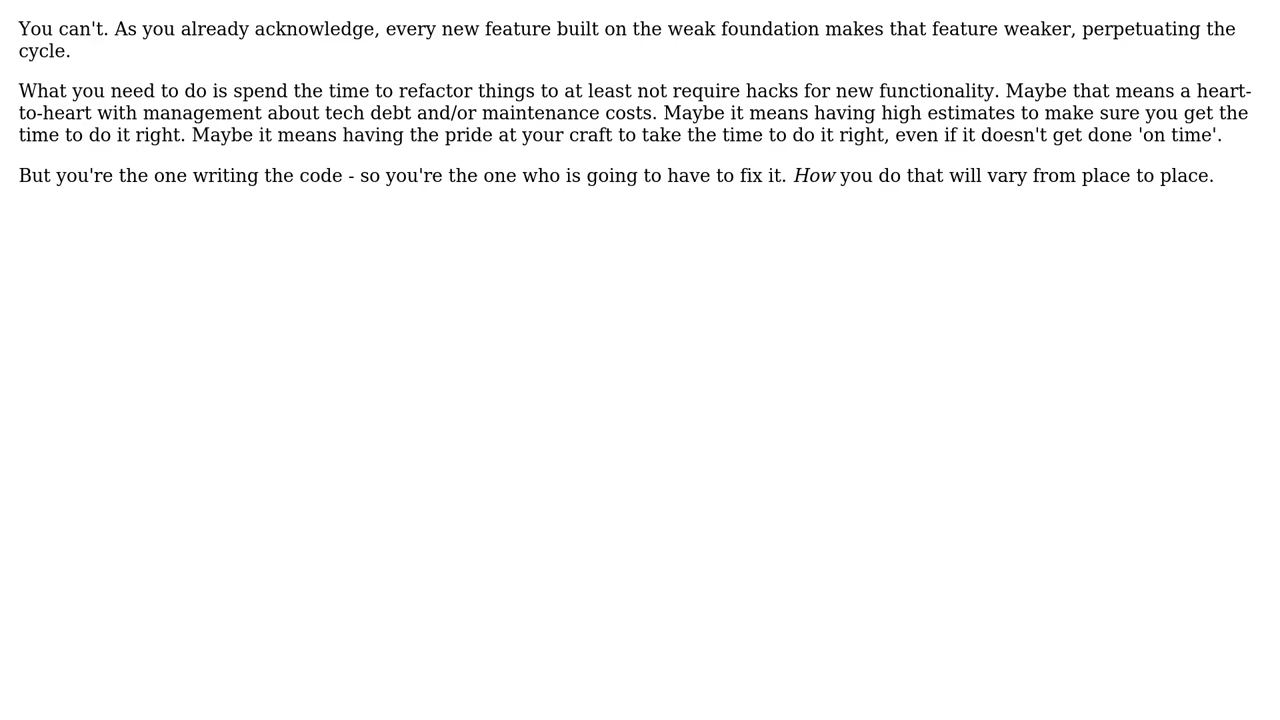 You can't. As you already acknowledge, every new feature built on the weak foundation makes that feature weaker, perpetuating the
cycle.
What you need to do is spend the time to refactor things to at least not require hacks for new functionality. Maybe that means a heart-
to-heart with management about tech debt and/or maintenance costs. Maybe it means having high estimates to make sure you get the
time to do it right. Maybe it means having the pride at your craft to take the time to do it right, even if it doesn't get done 'on time'.
But you're the one writing the code - so you're the one who is going to have to fix it. How you do that will vary from place to place.